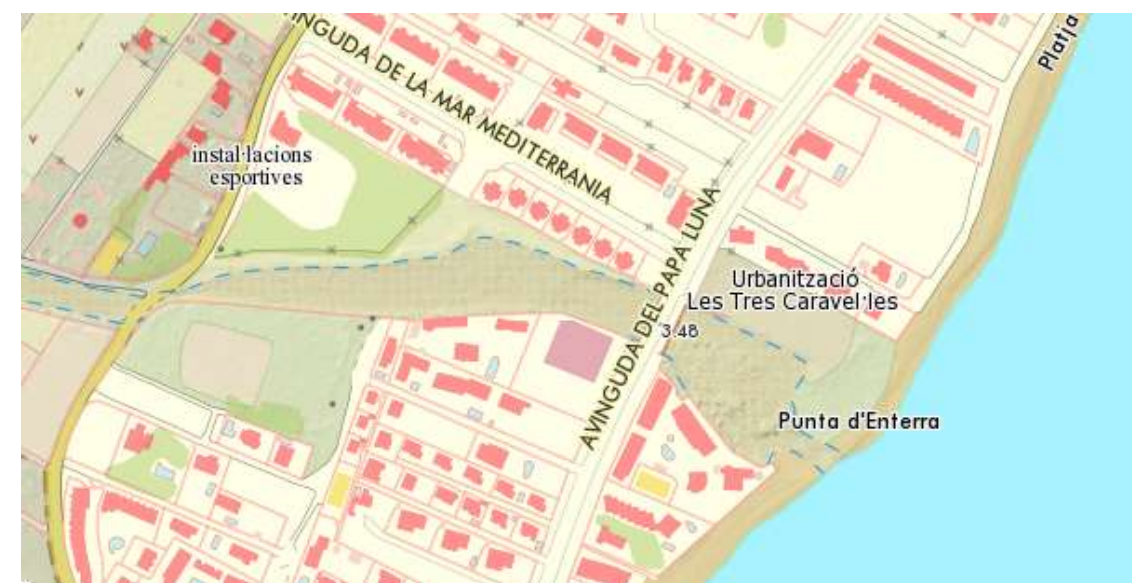 Platja
INGUDA DE LA MAR MEDITERRANIA
instal·lacions
esportives
AVINGUDA DEL PAPA LUNA
Urbanització
Les Tres Caravel·les
3.48
Punta d'Enterra